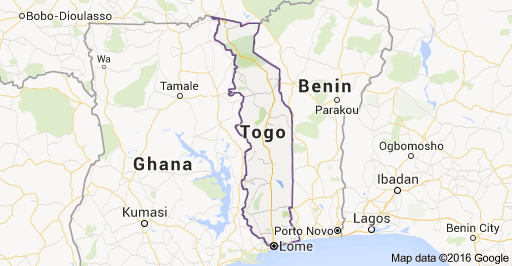 Bobo-Dioulasso
Wa
Tamale
Benin
Parakou
Togo
Ghana
Ogbomosho
Ibadan
Kumasi
Porto Novo
Lagos
Benin City
Lome
Map data ©2016 Google